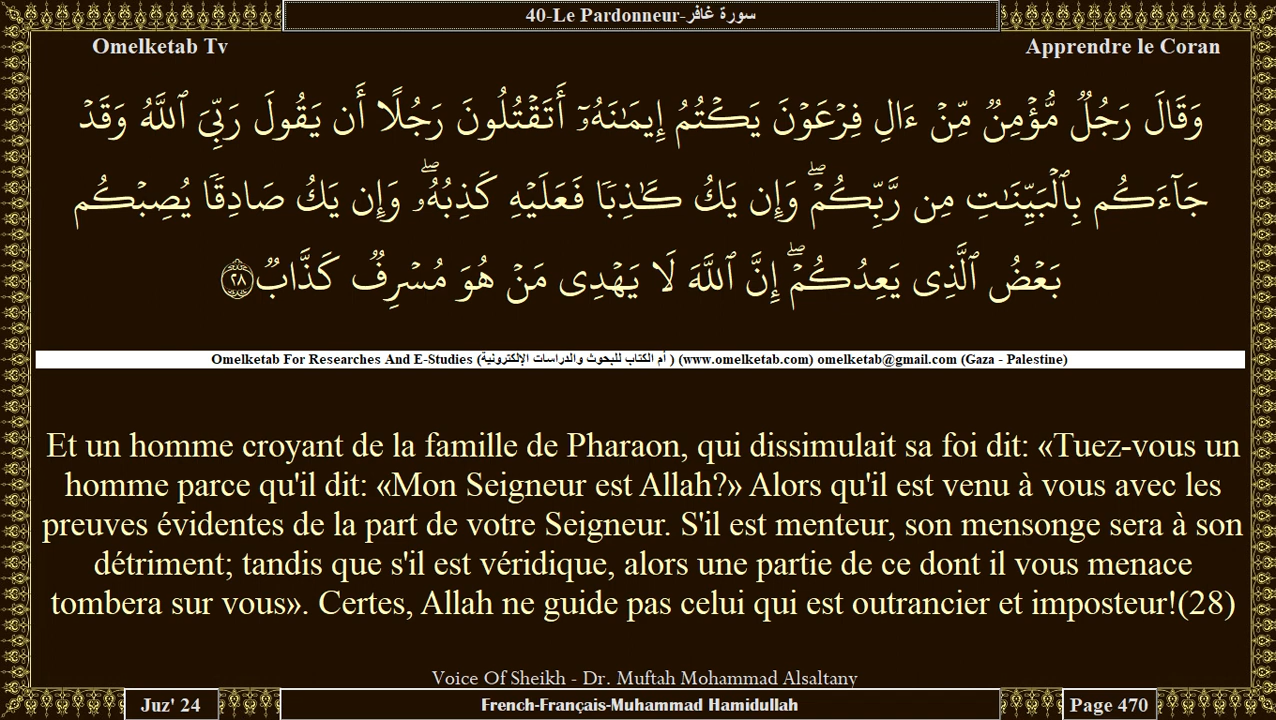 40-Le Pardonneur-سورة غافر
Omelketab Tv
Apprendre le Coran
وَقَالَ رَجُلٌ مُّؤۡمِنٌ مِّنۡ ءَالِ فِرۡعَوۡنَ يَكۡتُمُ إِيمَٰنَهُۥٓ أَتَقۡتُلُونَ رَجُلًا أَن يَقُولَ رَبِّيَ ٱللَّهُ وَقَدۡ
جَآءَكُم بِٱلۡبَيِّنَٰتِ مِن رَّبِّكُمۡۖ وَإِن يَكُ كَٰذِبٗا فَعَلَيۡهِ كَذِبُهُۥۖ وَإِن يَكُ صَادِقٗا يُصِبۡكُم
بَعۡضُ ٱلَّذِي يَعِدُكُمۡۖ إِنَّ ٱللَّهَ لَا يَهۡدِي مَنۡ هُوَ مُسۡرِفٌ كَذَّابٌ ٢٨
Omelketab For Researches And E-Studies (أم الكتاب للبحوث والدراسات الإلكترونية ) (www.omelketab.com) omelketab@gmail.com (Gaza - Palestine)
Et un homme croyant de la famille de Pharaon, qui dissimulait sa foi dit: «Tuez-vous un
homme parce qu'il dit: «Mon Seigneur est Allah?» Alors qu'il est venu à vous avec les
preuves évidentes de la part de votre Seigneur. S'il est menteur, son mensonge sera à son
détriment; tandis que s'il est véridique, alors une partie de ce dont il vous menace
tombera sur vous». Certes, Allah ne guide pas celui qui est outrancier et imposteur!(28)
Voice Of Sheikh - Dr. Muftah Mohammad Alsaltany
Juz' 24
French-Français-Muhammad Hamidullah
Page 470